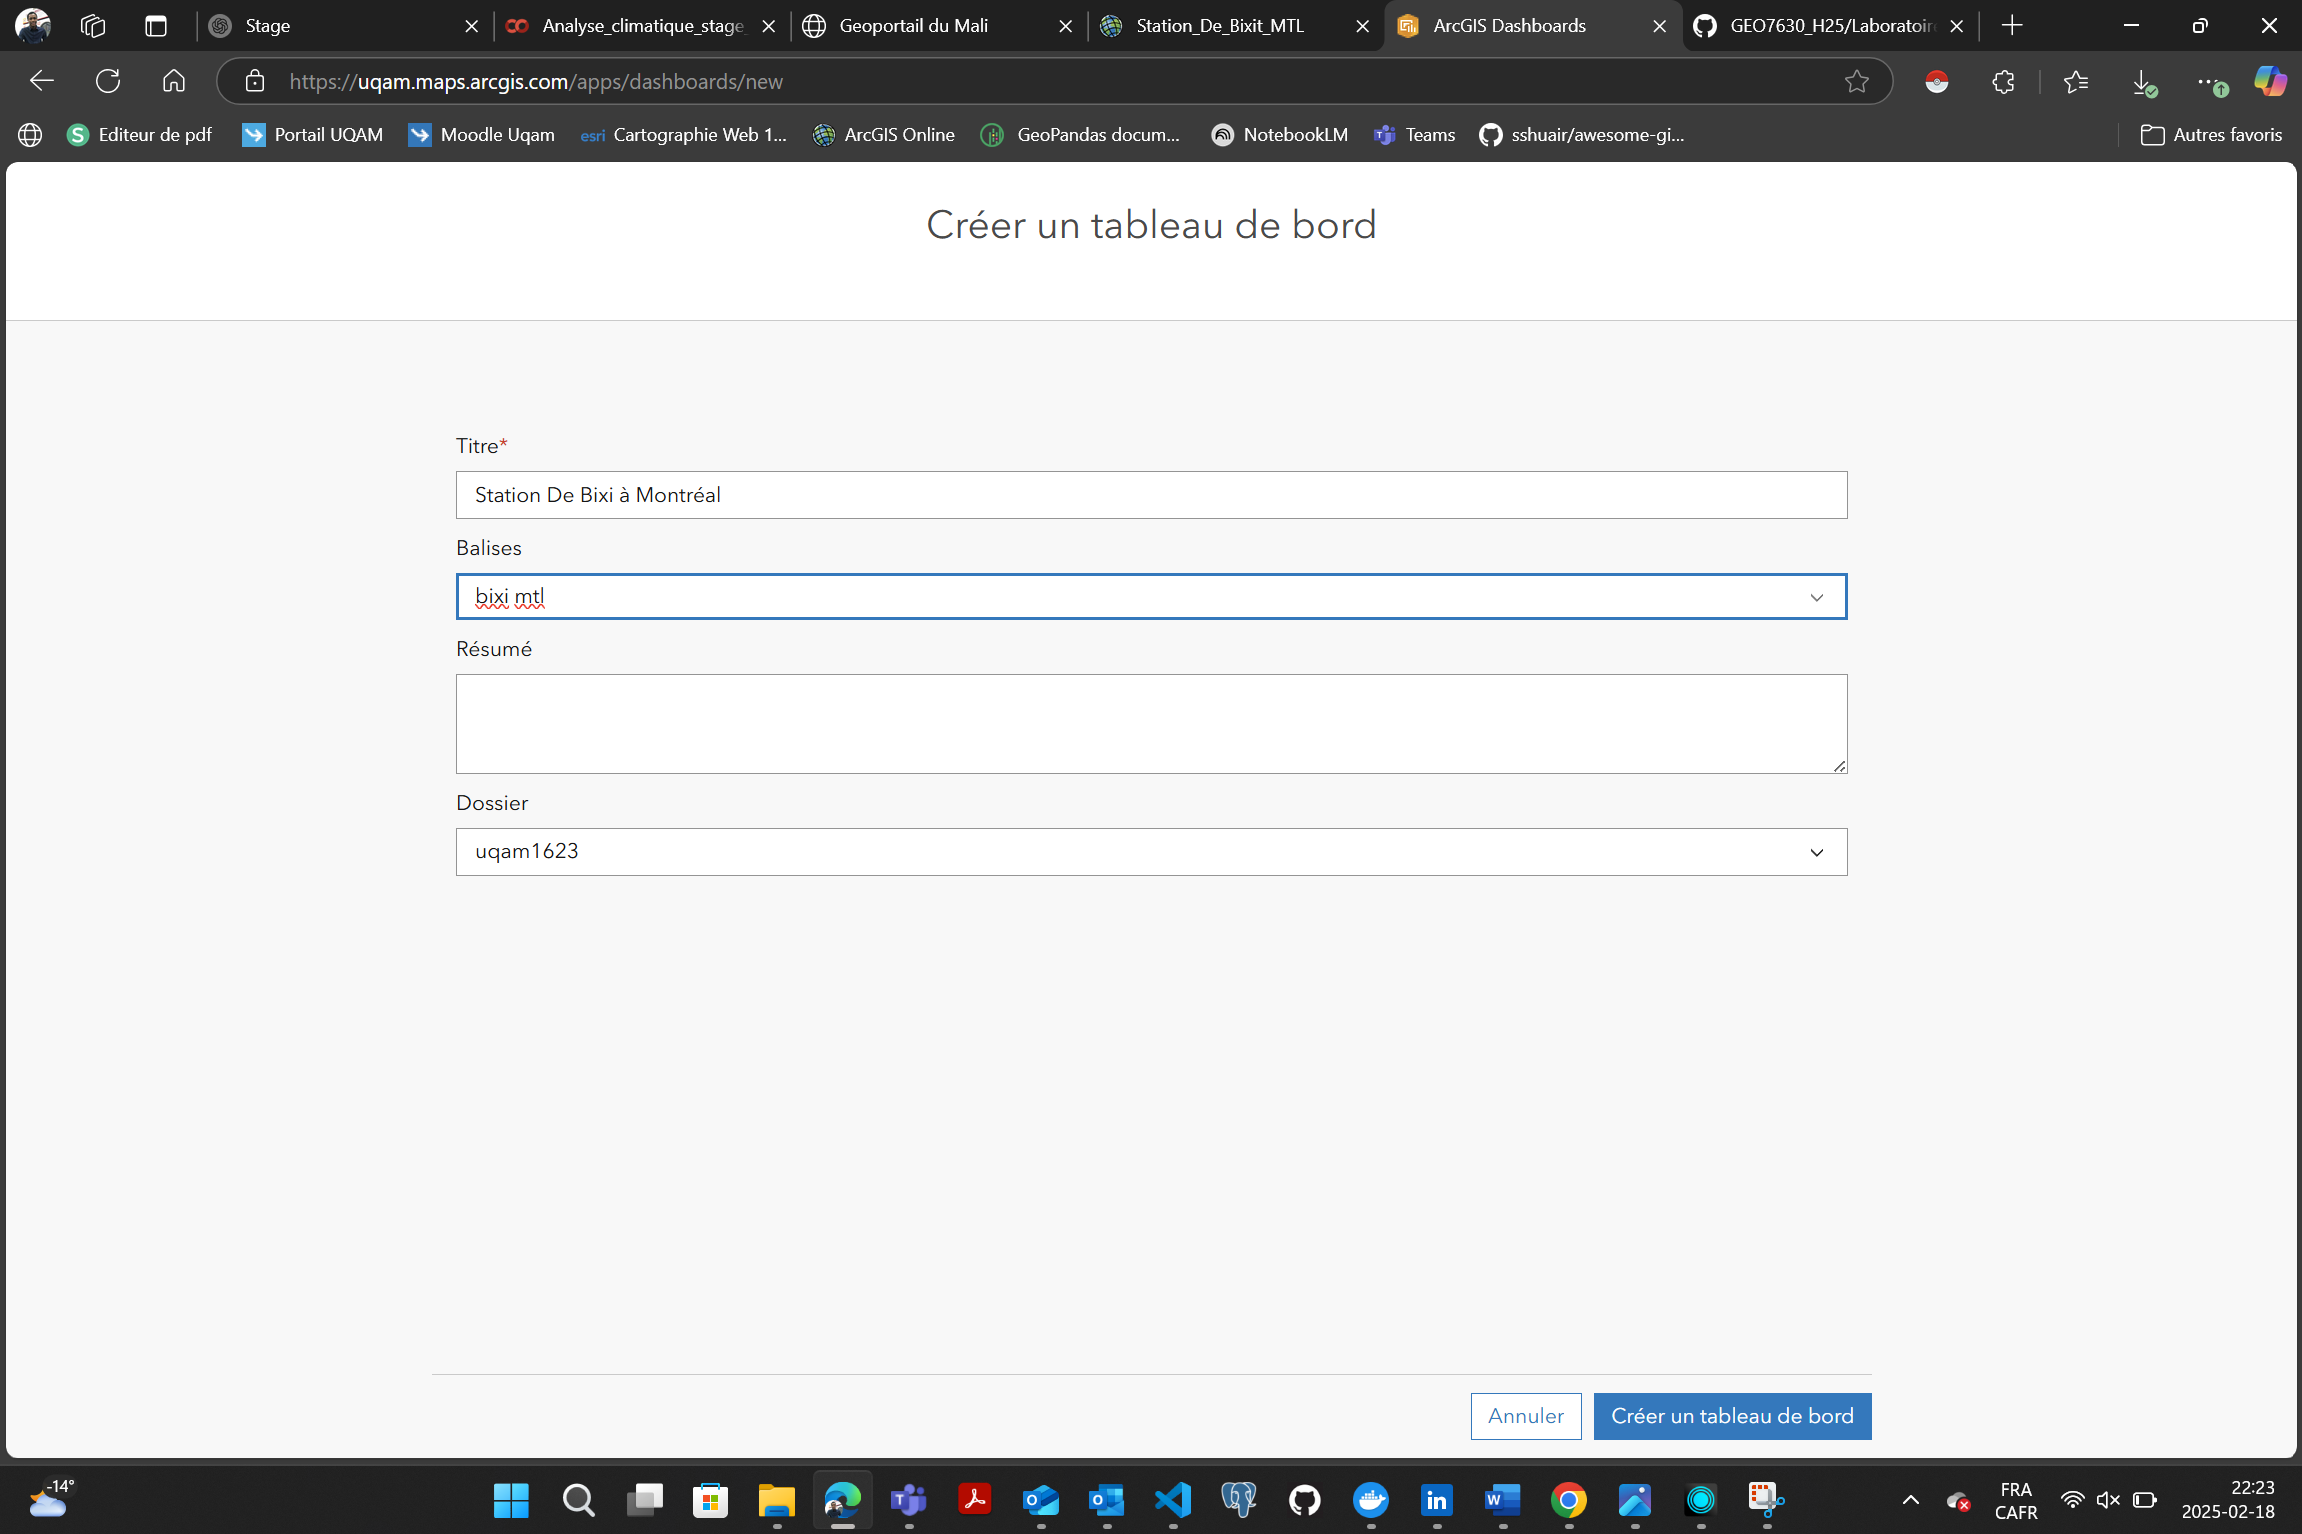 Stage
Analyse_climatique_stage_
Geoportail du Mali
Station_De_Bixit_MTL
ArcGIS Dashboards
GEO7630_H25/Laboratoire
https://uqam.maps.arcgis.com/apps/dashboards/new
Editeur de pdf
Portail UQAM
Moodle Uqam
esri Cartographie Web 1...
ArcGIS Online
GeoPandas docum...
NotebookLM
Teams
sshuair/awesome-gi...
Autres favoris
Créer un tableau de bord
Titre*
Station De Bixi à Montréal
Balises
bixi mtl
Résumé
Dossier
uqam1623
Annuler
Créer un tableau de bord
-14°
FRA
CAFR
22:23
2025-02-18